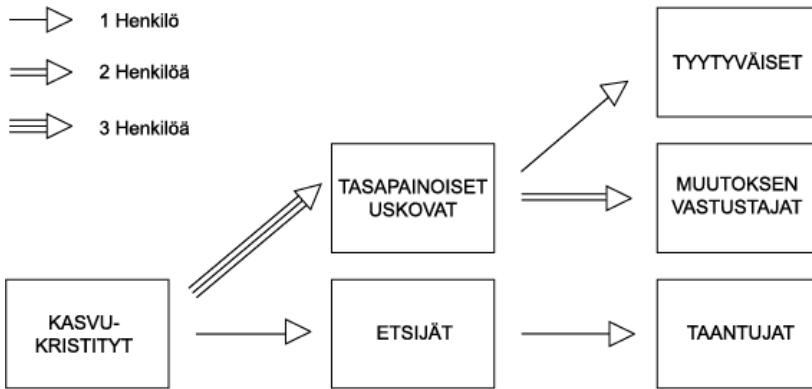 1 Henkilö
2 Henkilöä
3 Henkilöä
TYYTYVÄISET
TASAPAINOISET
USKOVAT
MUUTOKSEN
VASTUSTAJAT
KASVU-
KRISTITYT
ETSIJÄT
TAANTUJAT